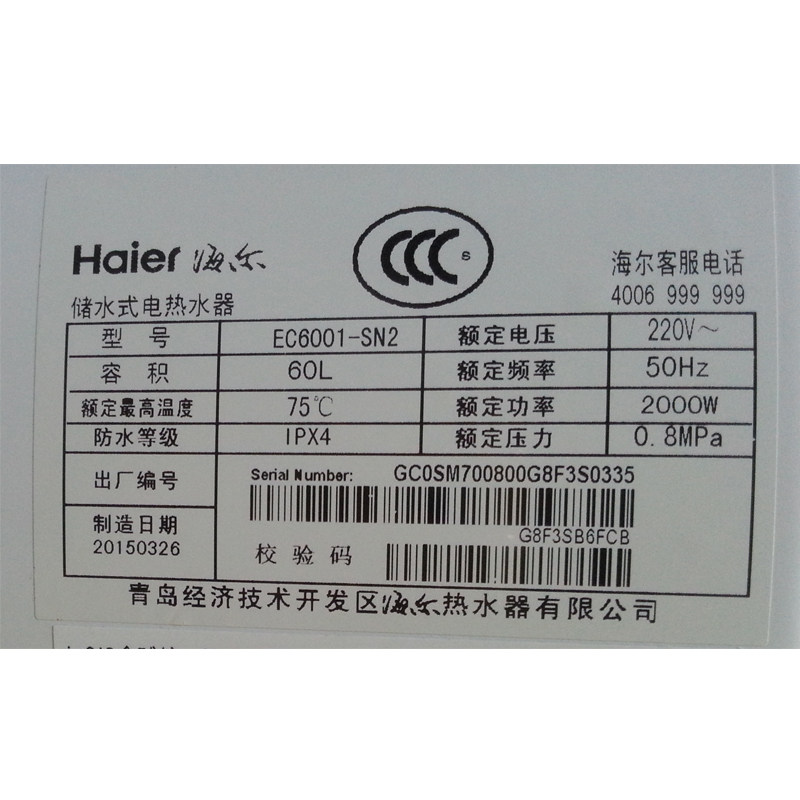 Haier 海尔
CCC S
海尔客服电话
4006 999 999
储水式电热水器
型号 EC6001-SN2 额定电压 220V～
容积 60L 额定频率 50Hz
额定最高温度 75℃ 额定功率 2000W
防水等级 IPX4 额定压力 0.8MPa
出厂编号 Serial Number: GC0SM700800G8F3S0335
制造日期
20150326
G8F3SB6FCB
校验码
青岛经济技术开发区海尔热水器有限公司